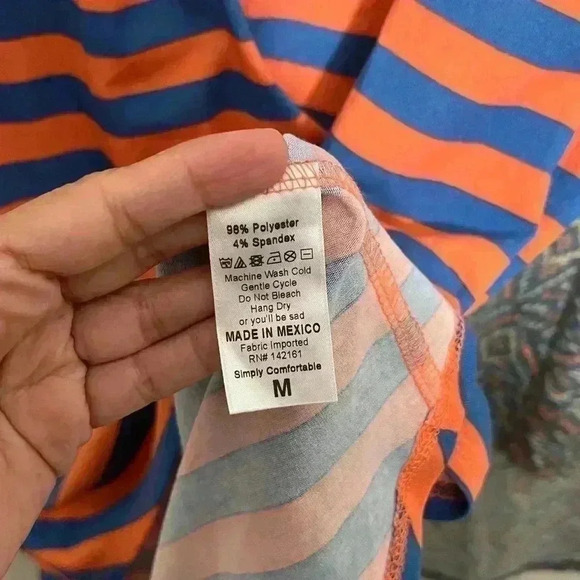 96% Polyester
4% Spandex
Machine Wash Cold
Gentle Cycle
Do Not Bleach
Hang Dry
or you'll be sad
MADE IN MEXICO
Fabric Imported
RN# 142161
Simply Comfortable
M